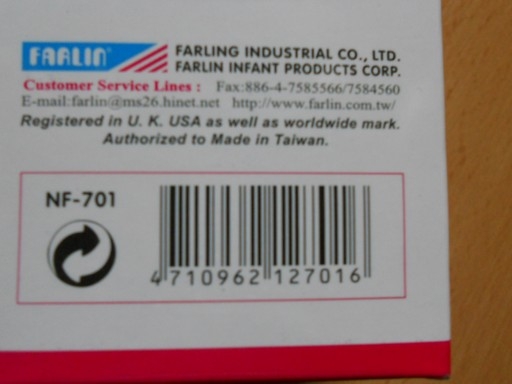 FARLIN
FARLING INDUSTRIAL CO., LTD.
FARLIN INFANT PRODUCTS CORP.
Customer Service Lines : Fax:886-4-7585566/7584560
E-mail:farlin@ms26.hinet.net http://www.farlin.com.tw/
Registered in U. K. USA as well as worldwide mark.
Authorized to Made in Taiwan.
NF-701
4 710962 127016